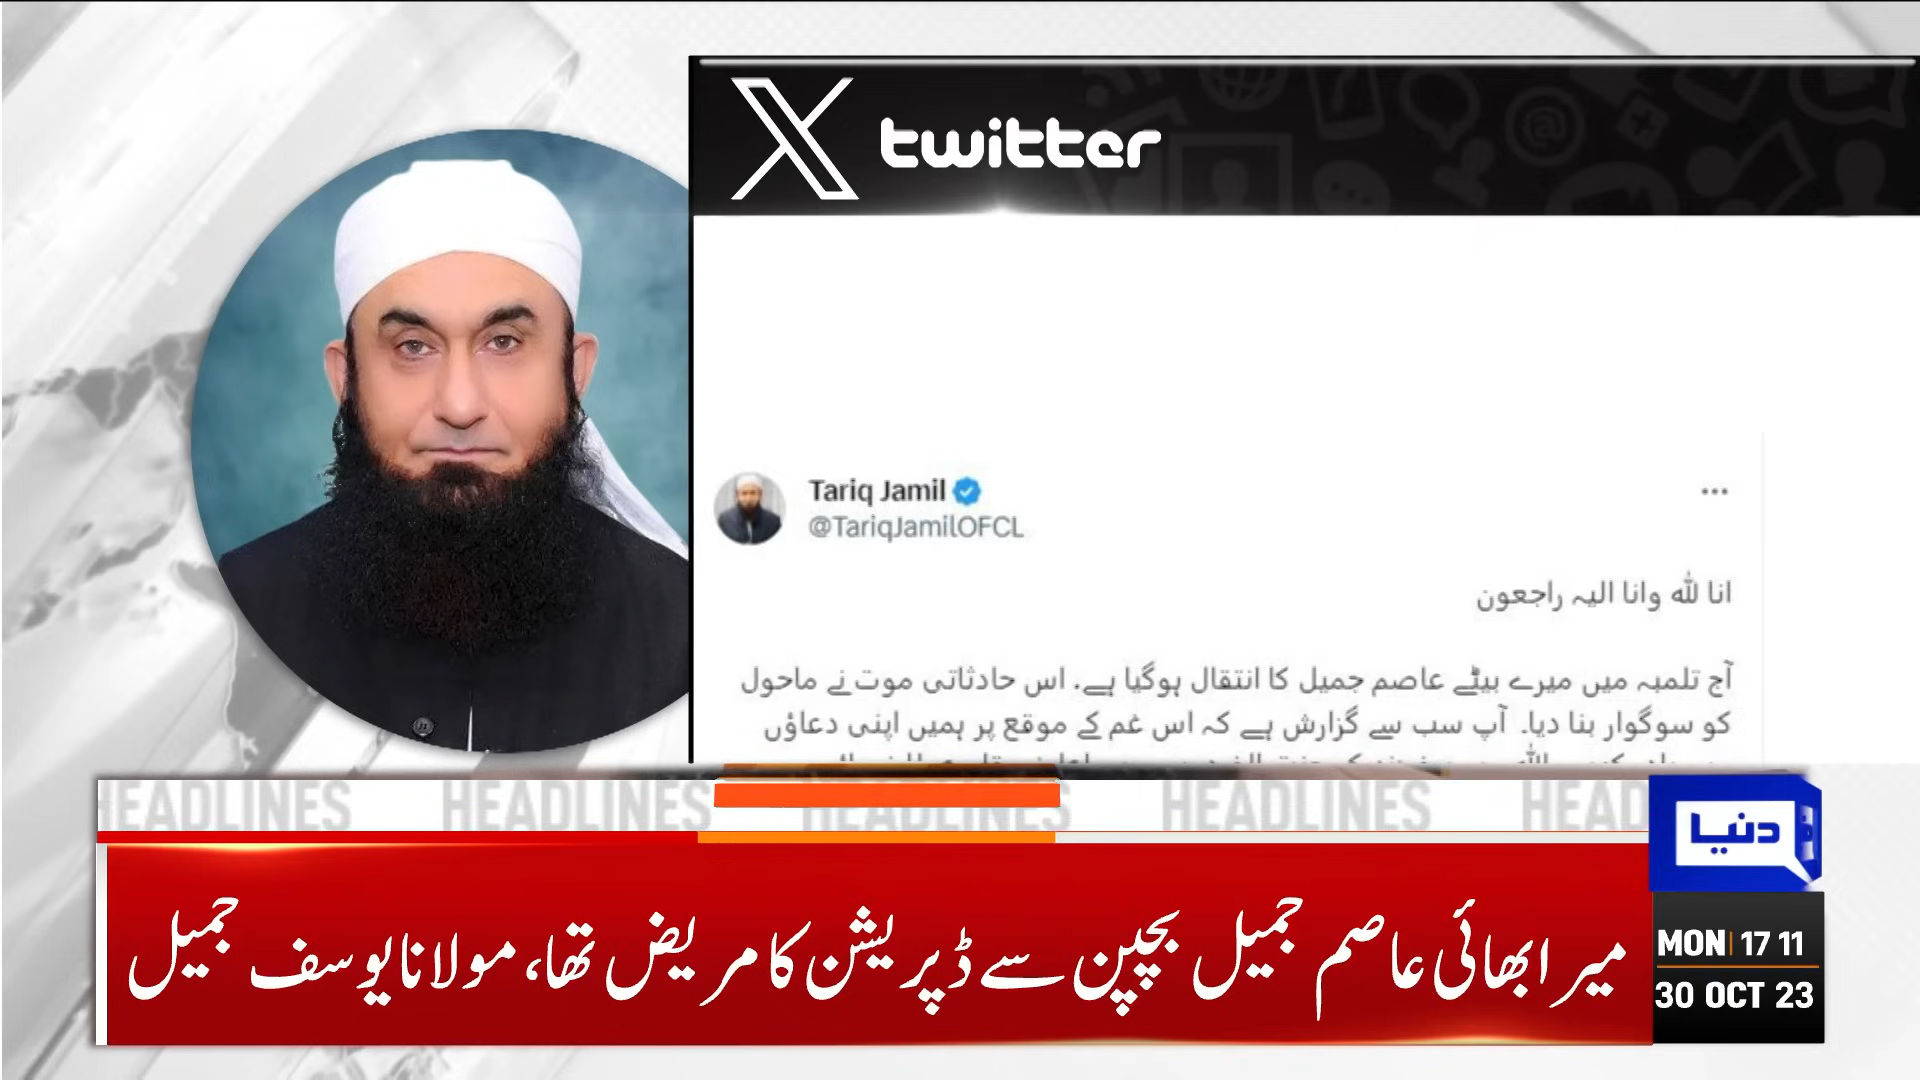 twitter
Tariq Jamil
@TariqJamilOFCL
انا للہ وانا الیہ راجعون
آج تلمبہ میں میرے بیٹے عاصم جمیل کا انتقال ہوگیا ہے. اس حادثاتی موت نے ماحول
کو سوگوار بنا دیا. آپ سب سے گزارش ہے کہ اس غم کے موقع پر ہمیں اپنی دعاؤں
HEADLINES HEADLINES HEADLINES HEADLINES HEAD
دنیا
میرا بھائی عاصم جمیل بچپن سے ڈپریشن کا مریض تھا، مولانا یوسف جمیل
MON 17 11
30 OCT 23